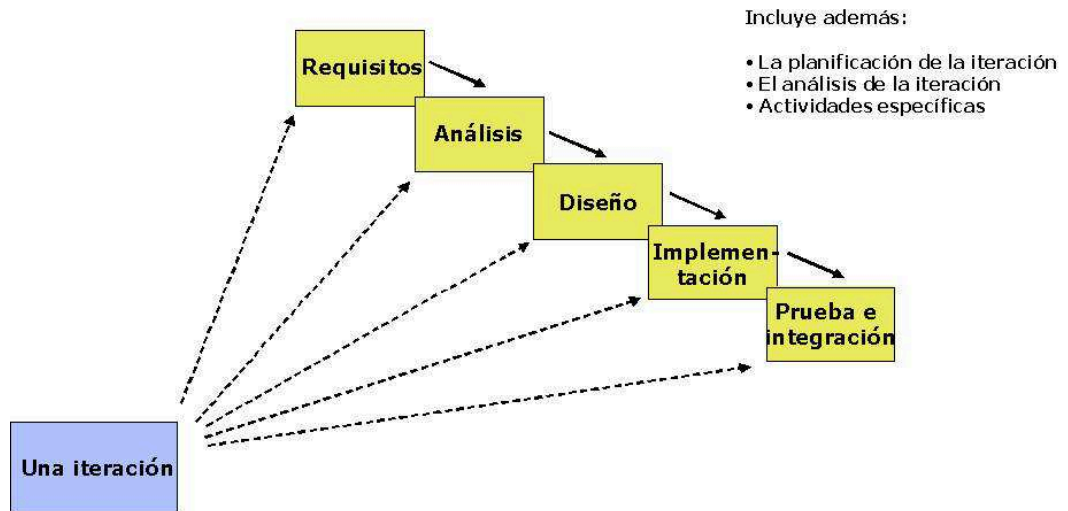 Incluye además:
• La planificación de la iteración
• El análisis de la iteración
• Actividades específicas
Requisitos
Análisis
Diseño
Implemen-
tación
Prueba e
integración
Una iteración